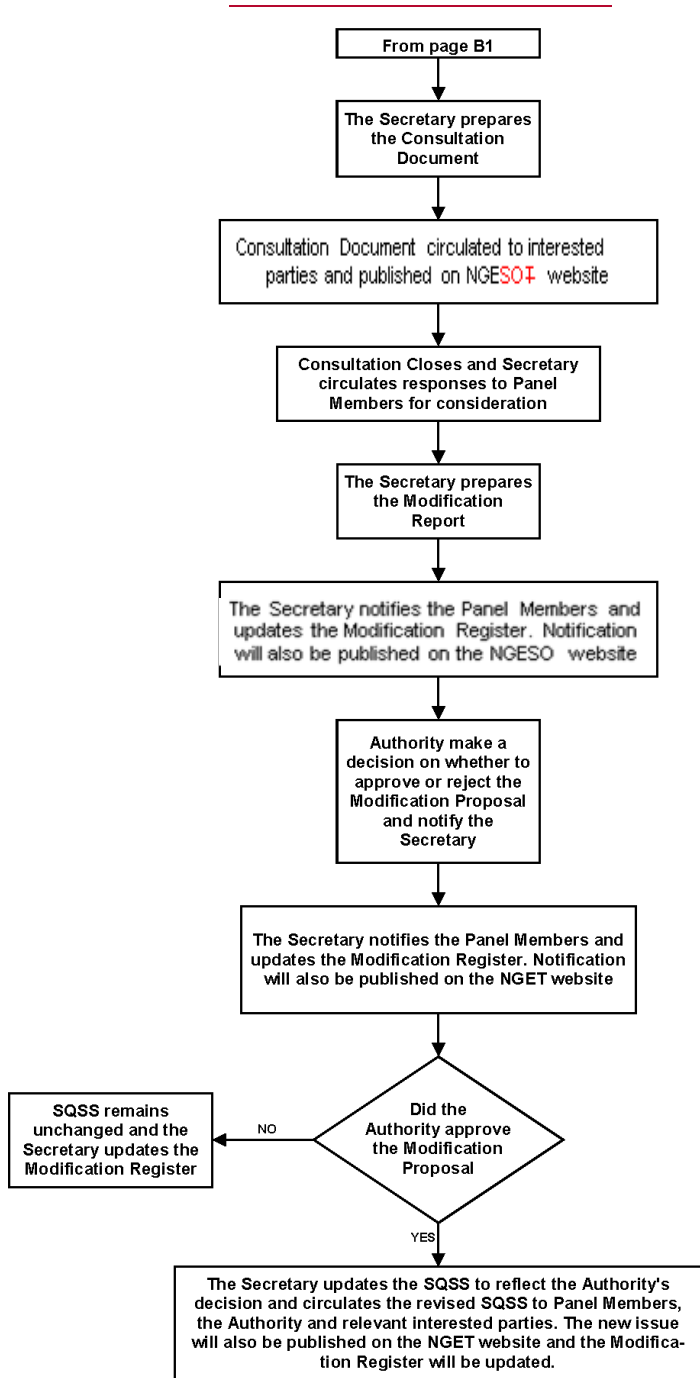 From page B1
The Secretary prepares
the Consultation
Document
Consultation Document circulated to interested
parties and published on NGESOT website
Consultation Closes and Secretary
circulates responses to Panel
Members for consideration
The Secretary prepares
the Modification
Report
The Secretary notifies the Panel Members and
updates the Modification Register. Notification
will also be published on the NGESO website
Authority make a
decision on whether to
approve or reject the
Modification Proposal
and notify the
Secretary
The Secretary notifies the Panel Members and
updates the Modification Register. Notification
will also be published on the NGET website
Did the
Authority approve
the Modification
Proposal
NO
SQSS remains
unchanged and the
Secretary updates the
Modification Register
YES
The Secretary updates the SQSS to reflect the Authority's
decision and circulates the revised SQSS to Panel Members,
the Authority and relevant interested parties. The new issue
will also be published on the NGET website and the Modifica-
tion Register will be updated.